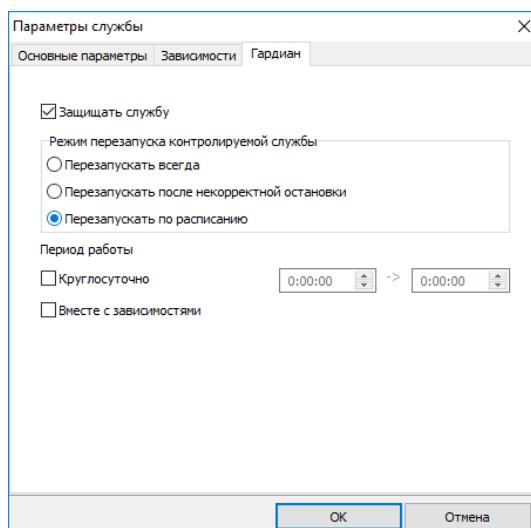 Параметры службы
Основные параметры Зависимости Гардиан
Защищать службу
Режим перезапуска контролируемой службы
Перезапускать всегда
Перезапускать после некорректной остановки
Перезапускать по расписанию
Период работы
Круглосуточно 0:00:00 -> 0:00:00
Вместе с зависимостями
OK Отмена